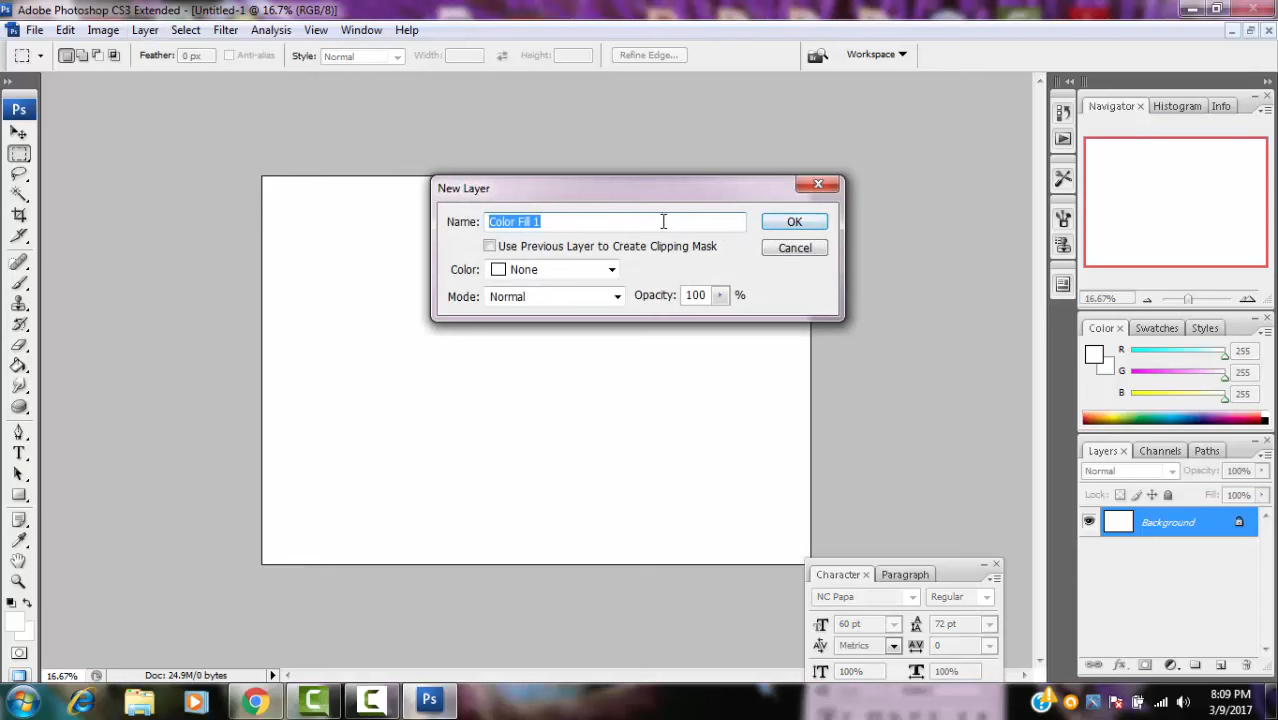 Adobe Photoshop CS3 Extended - [Untitled-1 @ 16.7% (RGB/8)]
File Edit Image Layer Select Filter Analysis View Window Help
Feather: 0 px Anti-alias Style: Normal Width: Height: Refine Edge... Br Workspace
Ps
New Layer
Name: Color Fill 1 OK
Use Previous Layer to Create Clipping Mask Cancel
Color: None
Mode: Normal Opacity: 100 %
Navigator Histogram Info
16.67%
Color Swatches Styles
R 255
G 255
B 255
Layers Channels Paths
Normal Opacity: 100%
Lock: Fill: 100%
Background
Character Paragraph
NC Papa Regular
60 pt 72 pt
Metrics 0
100% 100%
16.67% Doc: 24.9M/0 bytes
Ps
8:09 PM
3/9/2017